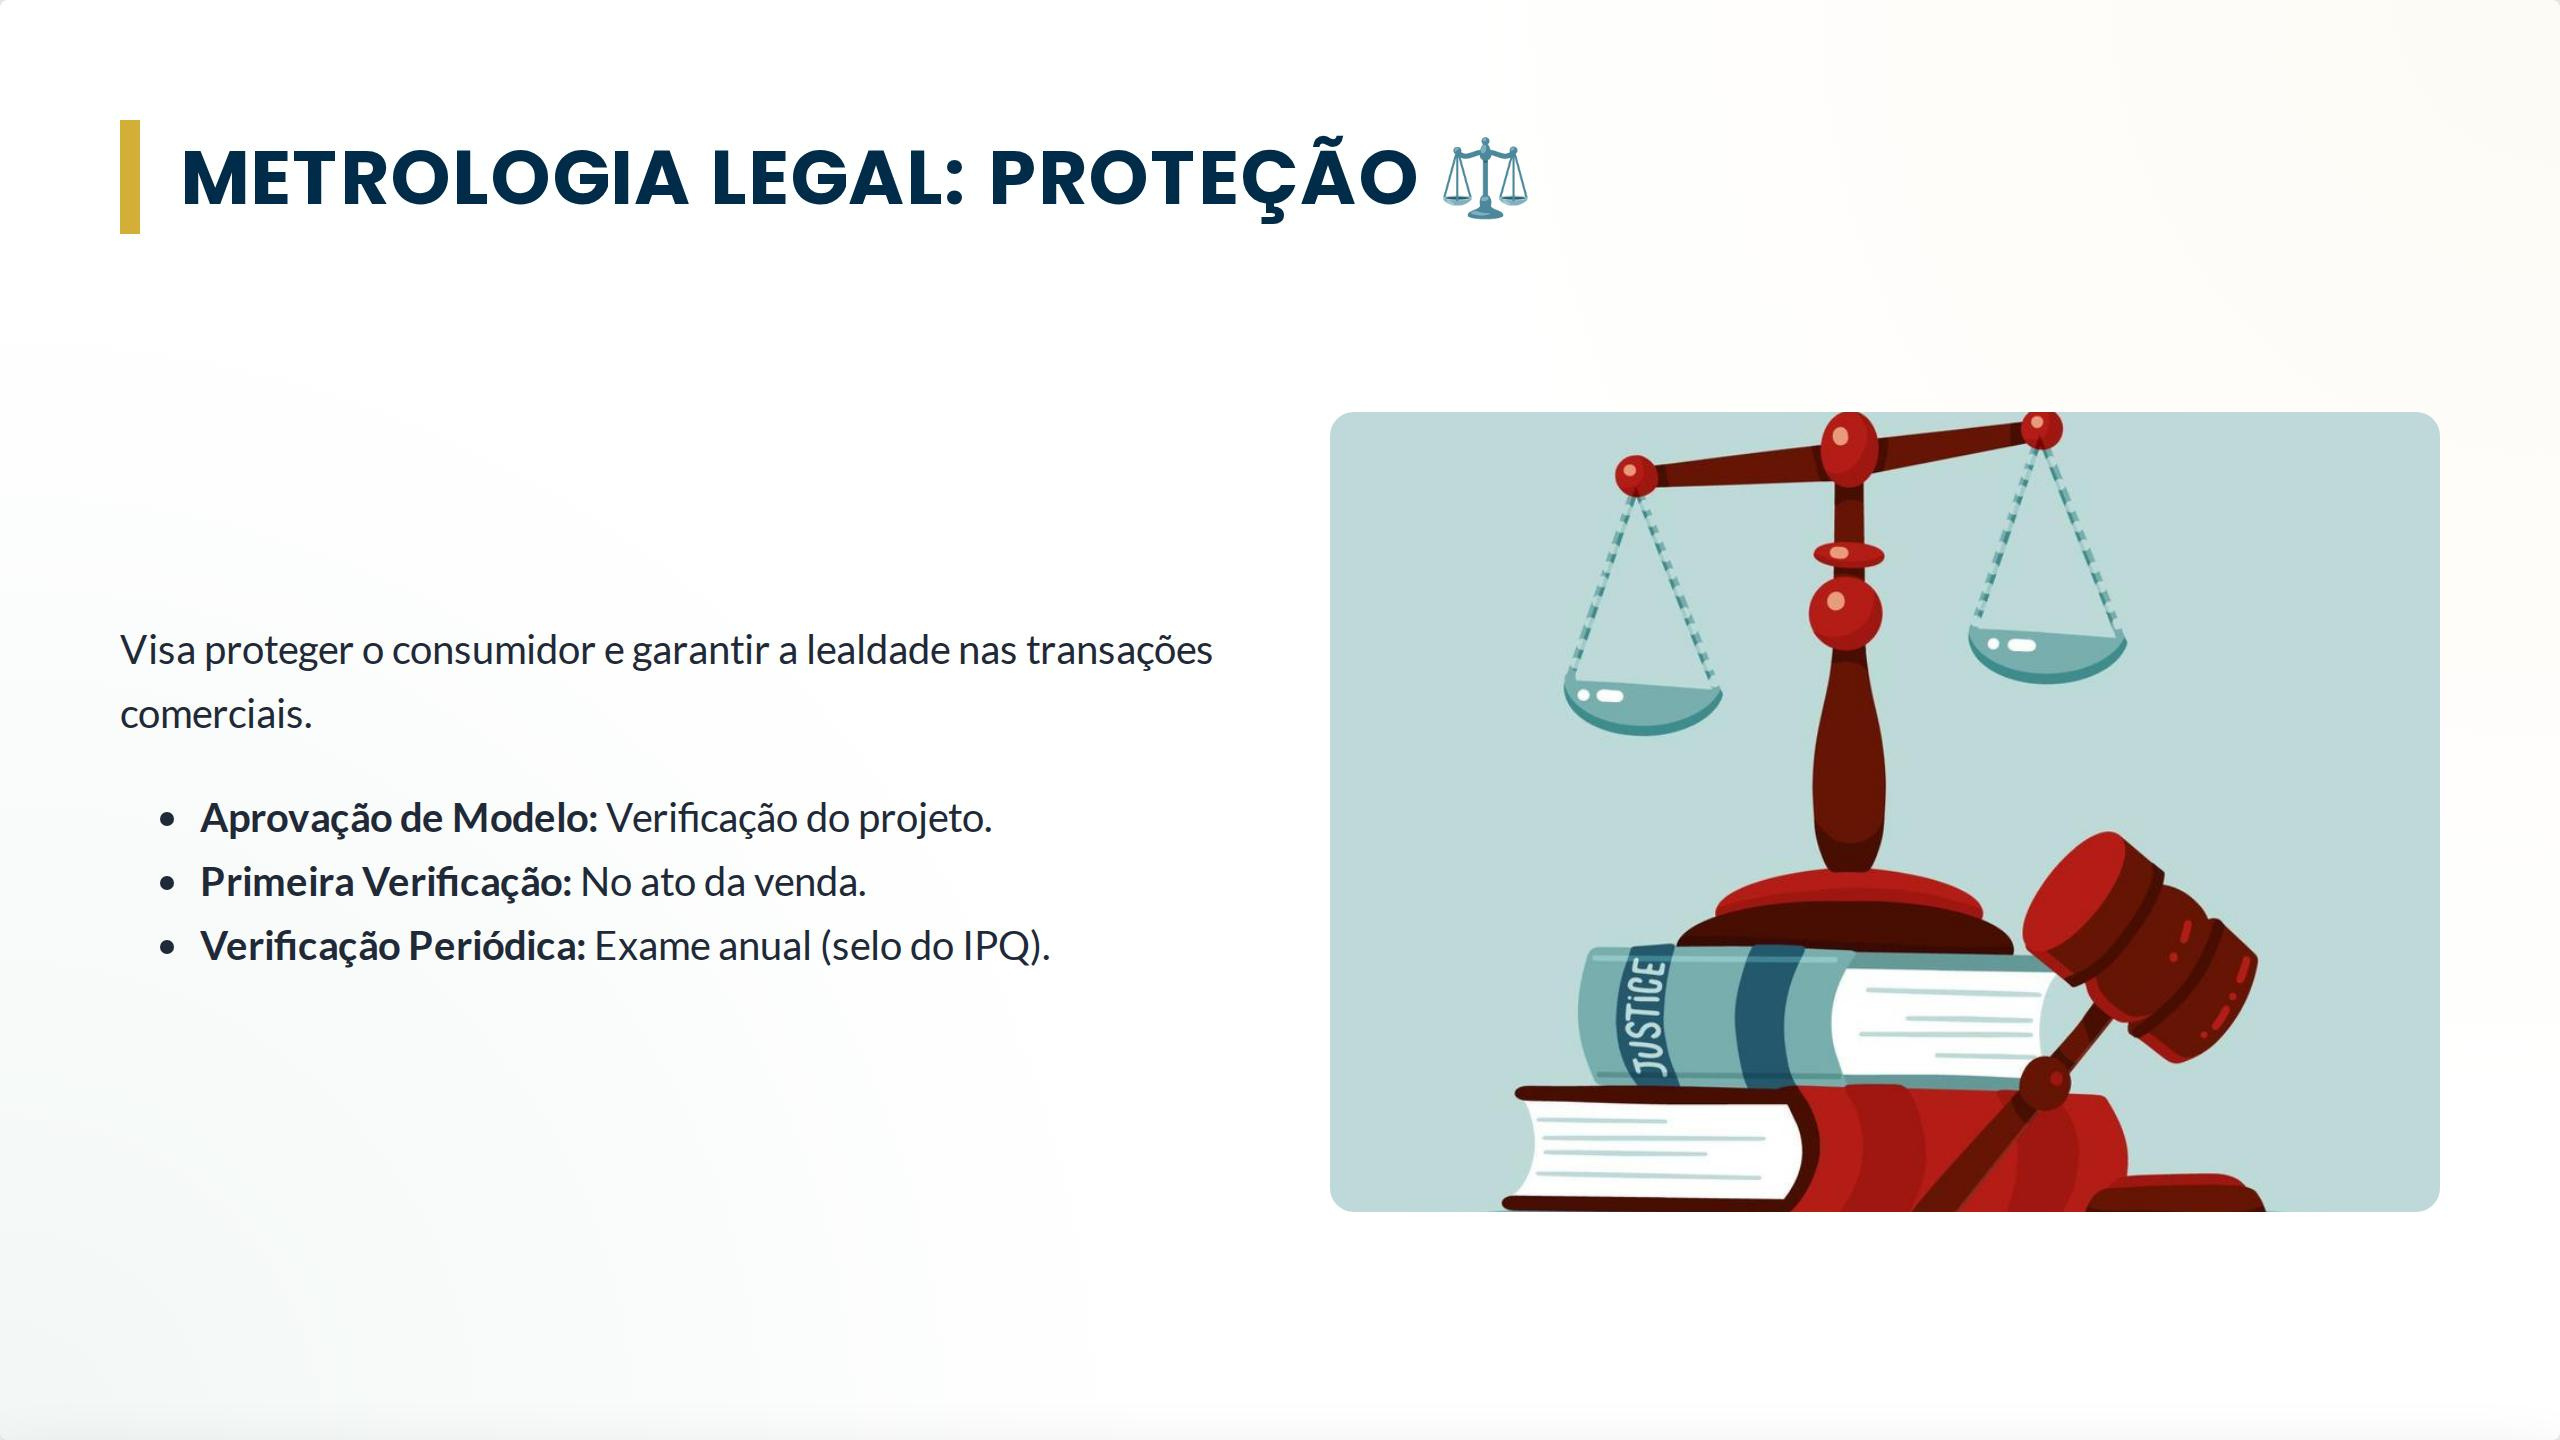 METROLOGIA LEGAL: PROTEÇÃO
Visa proteger o consumidor e garantir a lealdade nas transações
comerciais.
Aprovação de Modelo: Verificação do projeto.
Primeira Verificação: No ato da venda.
Verificação Periódica: Exame anual (selo do IPQ).
JUSTiCE